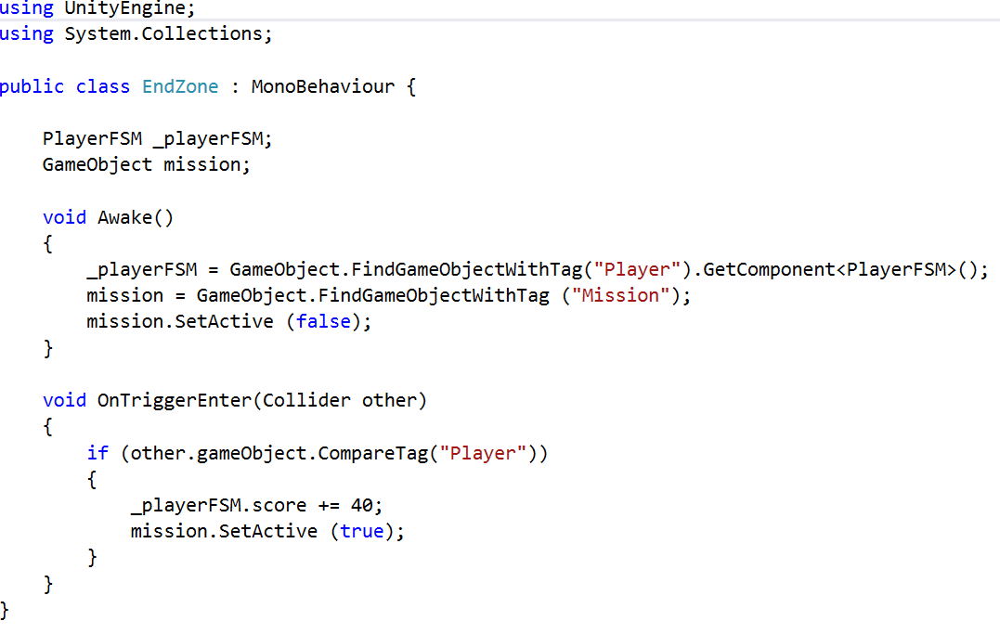 using UnityEngine;
using System.Collections;
public class EndZone : MonoBehaviour {
PlayerFSM _playerFSM;
GameObject mission;
void Awake()
{
_playerFSM = GameObject.FindGameObjectWithTag("Player").GetComponent<PlayerFSM>();
mission = GameObject.FindGameObjectWithTag ("Mission");
mission.SetActive (false);
}
void OnTriggerEnter(Collider other)
{
if (other.gameObject.CompareTag("Player"))
{
_playerFSM.score += 40;
mission.SetActive (true);
}
}
}